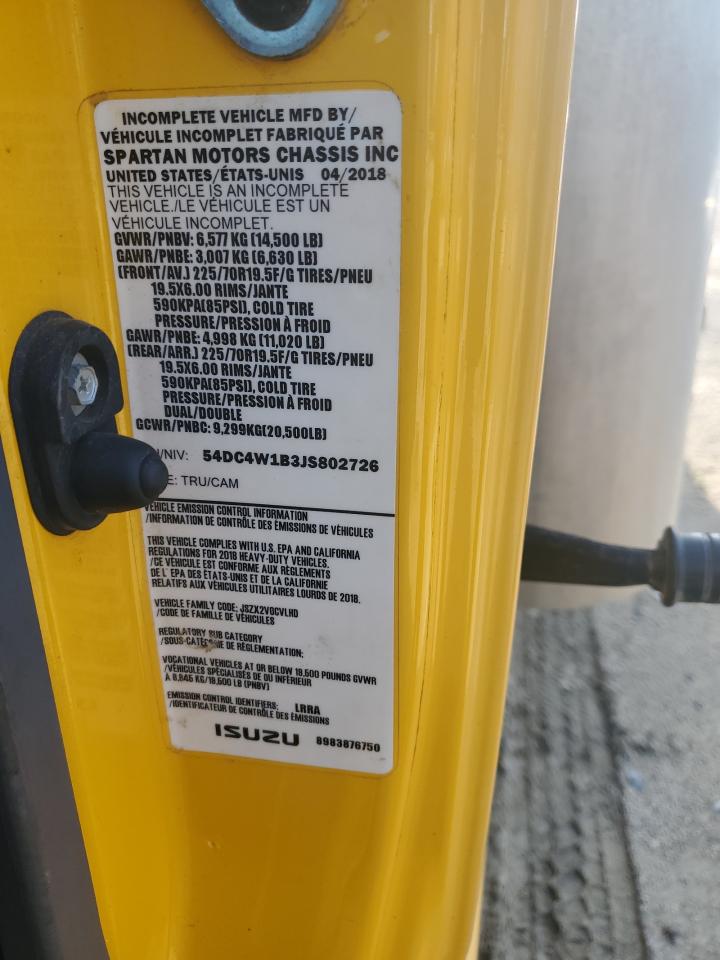 INCOMPLETE VEHICLE MFD BY/
VÉHICULE INCOMPLET FABRIQUÉ PAR
SPARTAN MOTORS CHASSIS INC
UNITED STATES/ÉTATS-UNIS 04/2018
THIS VEHICLE IS AN INCOMPLETE
VEHICLE./LE VÉHICULE EST UN
VÉHICULE INCOMPLET.
GVWR/PNBV: 6,577 KG (14,500 LB)
GAWR/PNBE: 3,007 KG (6,630 LB)
(FRONT/AV.) 225/70R19.5F/G TIRES/PNEU
19.5X6.00 RIMS/JANTE
590KPA(85PSI), COLD TIRE
PRESSURE/PRESSION À FROID
GAWR/PNBE: 4,998 KG (11,020 LB)
(REAR/ARR.) 225/70R19.5F/G TIRES/PNEU
19.5X6.00 RIMS/JANTE
590KPA(85PSI), COLD TIRE
PRESSURE/PRESSION À FROID
DUAL/DOUBLE
GCWR/PNBC: 9,299KG(20,500LB)
/NIV: 54DC4W1B3JS802726
E: TRU/CAM
VEHICLE EMISSION CONTROL INFORMATION
/INFORMATION DE CONTRÔLE DES ÉMISSIONS DE VÉHICULES
THIS VEHICLE COMPLIES WITH U.S. EPA AND CALIFORNIA
REGULATIONS FOR 2018 HEAVY-DUTY VEHICLES.
/CE VÉHICULE EST CONFORME AUX RÈGLEMENTS
DE L' EPA DES ÉTATS-UNIS ET DE LA CALIFORNIE
RELATIFS AUX VÉHICULES UTILITAIRES LOURDS DE 2018.
VEHICLE FAMILY CODE: JSZX2VOCVLHD
/CODE DE FAMILLE DE VÉHICULES
REGULATORY SUB CATEGORY
/SOUS-CATÉGORIE DE RÉGLEMENTATION:
VOCATIONAL VEHICLES AT OR BELOW 19,500 POUNDS GVWR
/VÉHICULES SPÉCIALISÉS DE OU INFÉRIEUR
À 8,845 KG/19,500 LB (PNBV)
EMISSION CONTROL IDENTIFIERS: LRRA
/IDENTIFICATEUR DE CONTRÔLE DES ÉMISSIONS
ISUZU 8983876750